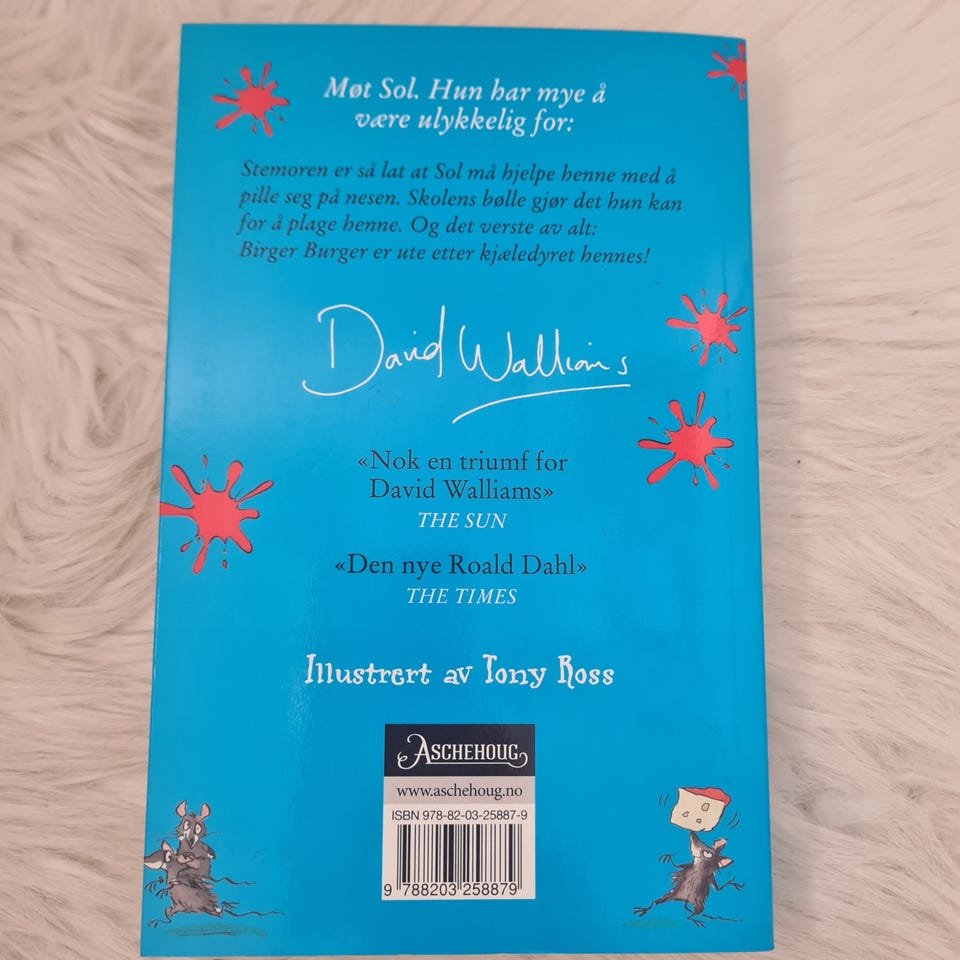 Møt Sol. Hun har mye å
være ulykkelig for:
Stemoren er så lat at Sol må hjelpe henne med å
pille seg på nesen. Skolens bølle gjør det hun kan
for å plage henne. Og det verste av alt:
Birger Burger er ute etter kjæledyret hennes!
David Walliams
«Nok en triumf for
David Walliams»
THE SUN
«Den nye Roald Dahl»
THE TIMES
Illustrert av Tony Ross
ASCHEHOUG
www.aschehoug.no
ISBN 978-82-03-25887-9
9 788203 258879